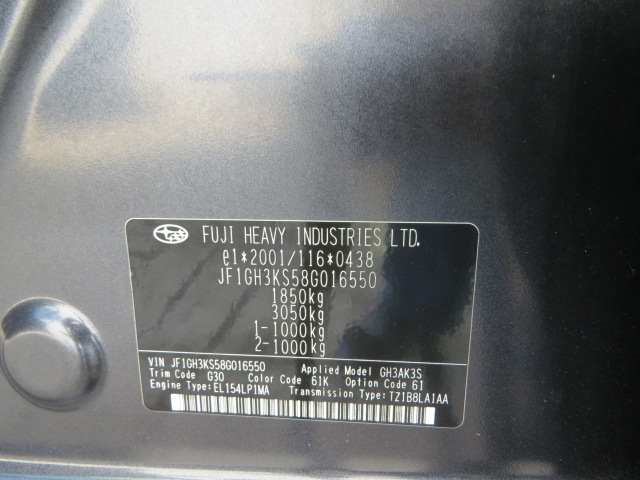 FUJI HEAVY INDUSTRIES LTD.
e1*2001/116*0438
JF1GH3KS58G016550
1850kg
3050kg
1-1000kg
2-1000kg
VIN JF1GH3KS58G016550 Applied Model GH3AK3S
Trim Code G30 Color Code 61K Option Code 61
Engine Type: EL154LP1MA Transmission Type: TZ1B8LA1AA